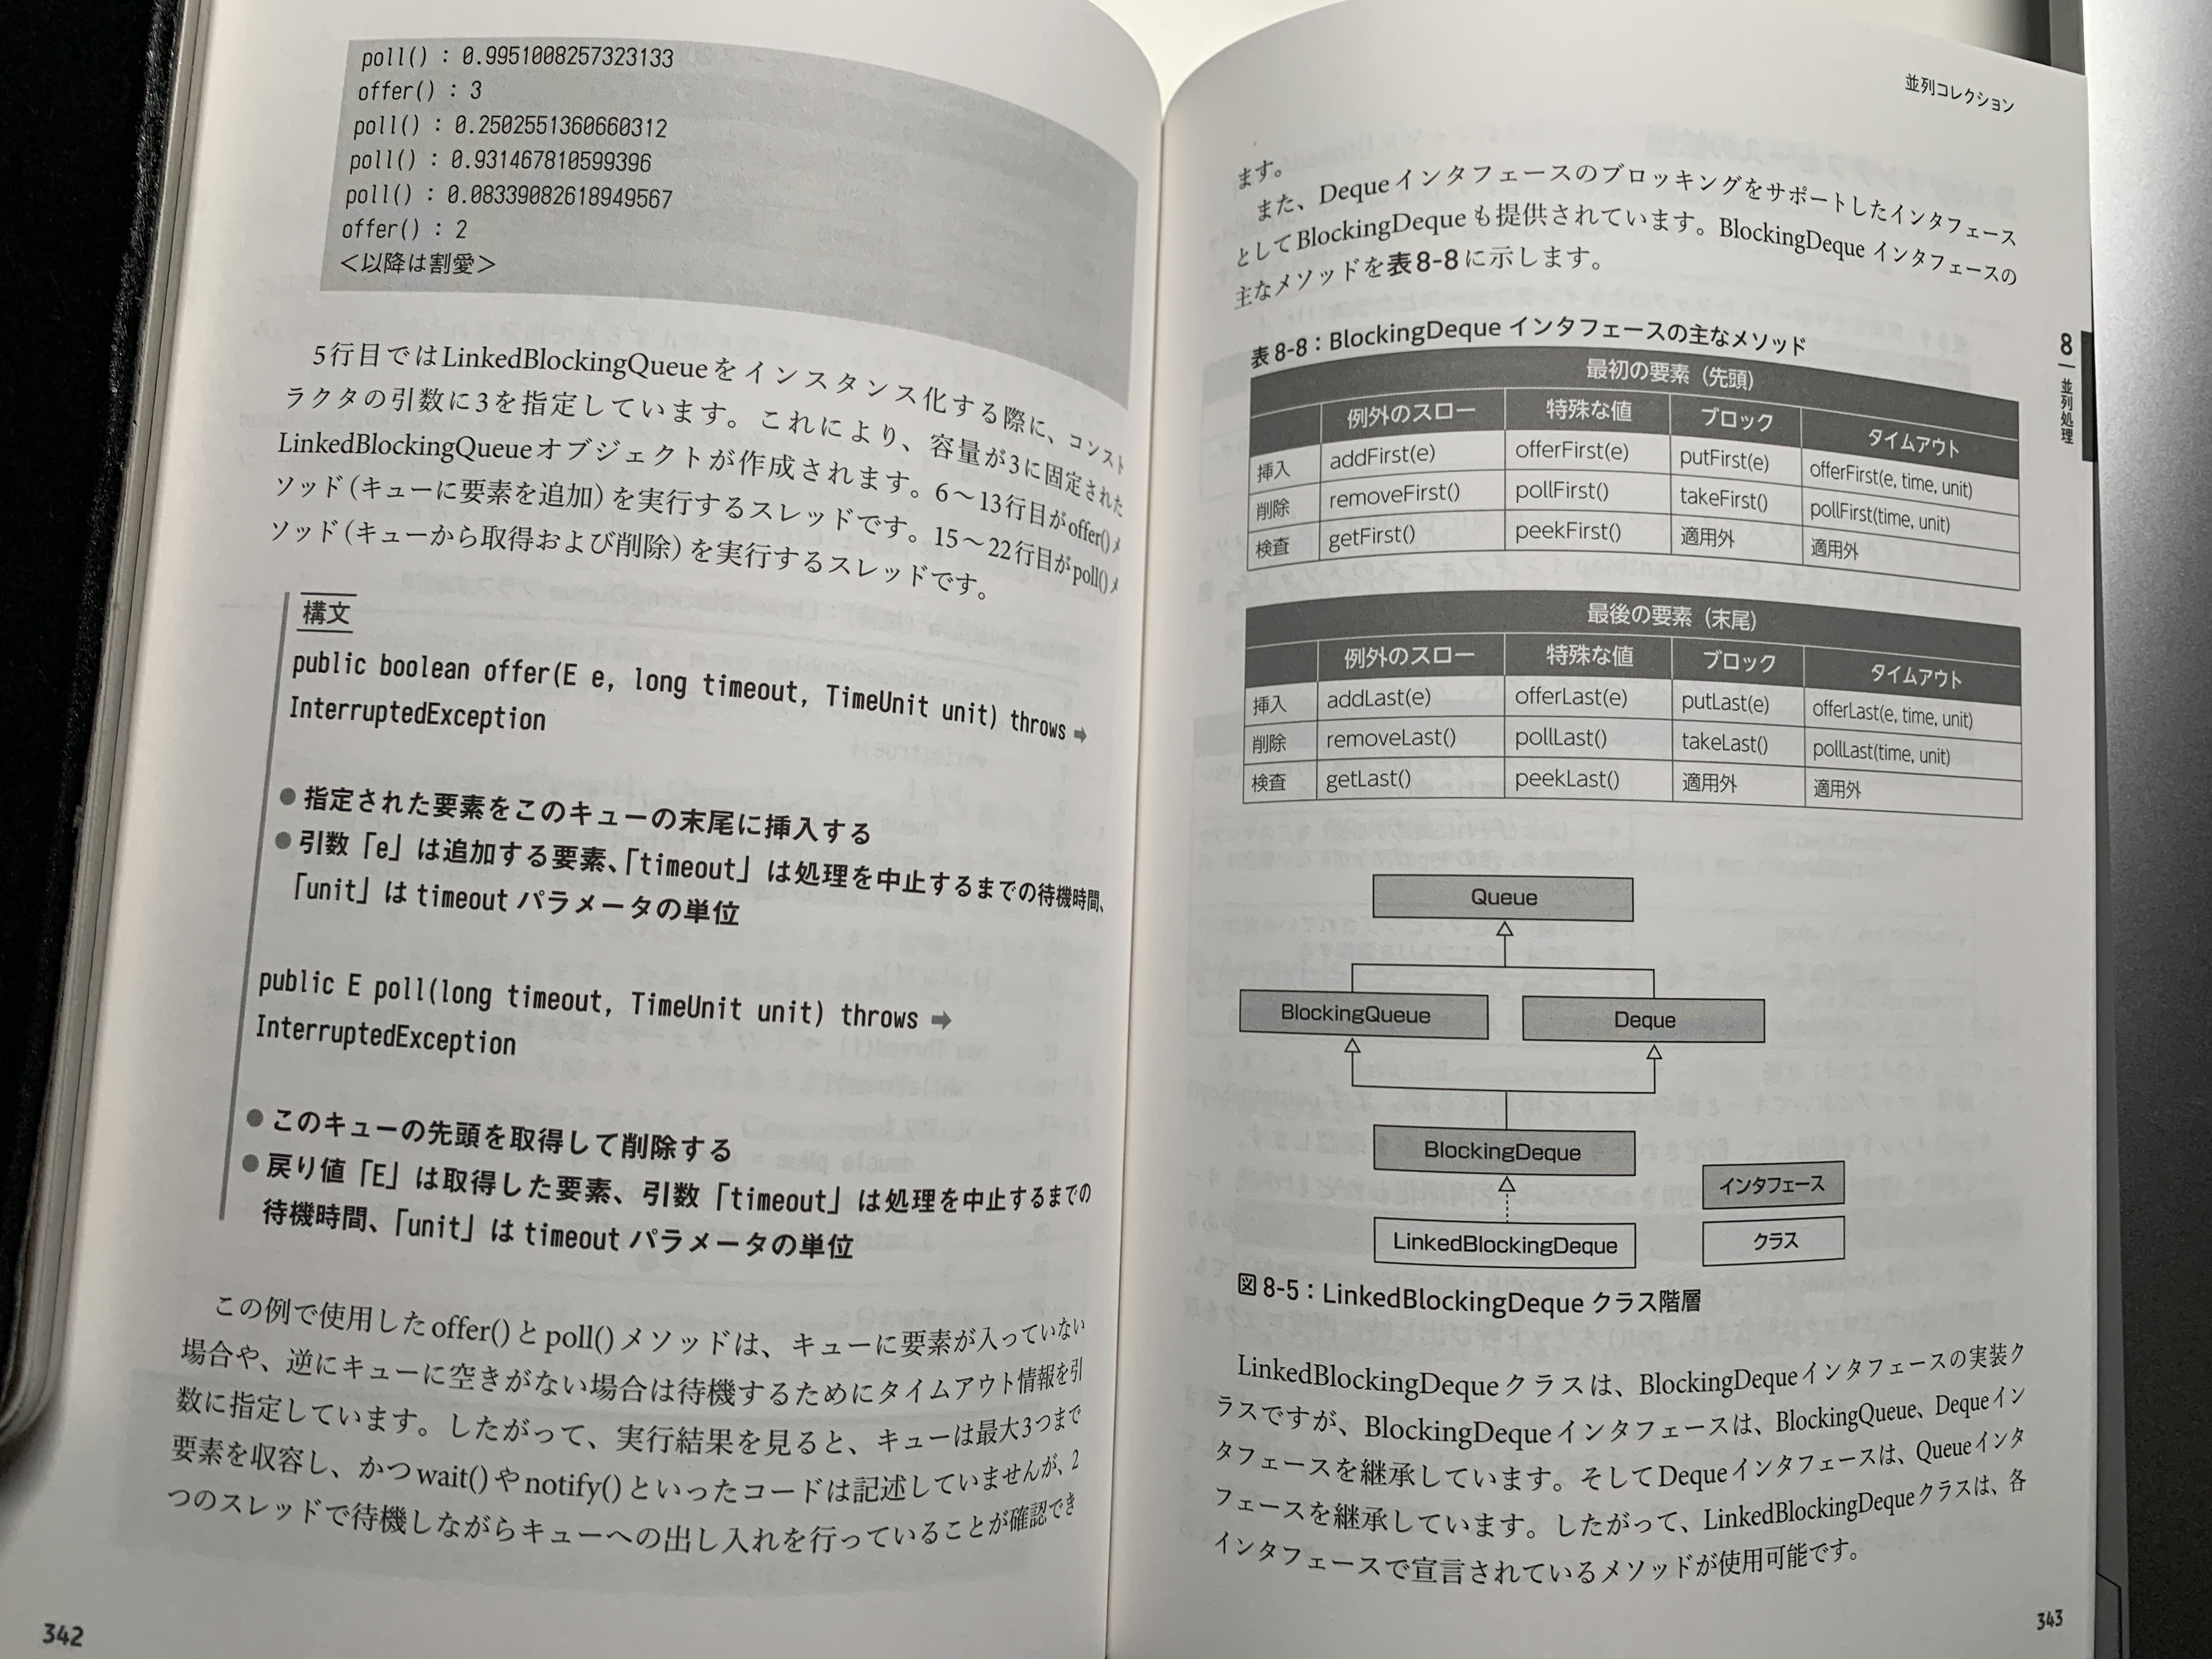 poll() : 0.9951008257323133
offer() : 3
poll() : 0.2502551360660312
poll() : 0.931467810599396
poll() : 0.08339082618949567
offer() : 2
＜以降は割愛＞
5行目ではLinkedBlockingQueueをインスタンス化する際に、コンスト
ラクタの引数に3を指定しています。これにより、容量が3に固定された
LinkedBlockingQueueオブジェクトが作成されます。6～13行目がoffer()メ
ソッド（キューに要素を追加）を実行するスレッドです。15～22行目がpoll()メ
ソッド（キューから取得および削除）を実行するスレッドです。
構文
public boolean offer(E e, long timeout, TimeUnit unit) throws ➡
InterruptedException
●指定された要素をこのキューの末尾に挿入する
●引数「e」は追加する要素、「timeout」は処理を中止するまでの待機時間、
「unit」は timeout パラメータの単位
public E poll(long timeout, TimeUnit unit) throws ➡
InterruptedException
●このキューの先頭を取得して削除する
●戻り値「E」は取得した要素、引数「timeout」は処理を中止するまでの
待機時間、「unit」は timeout パラメータの単位
この例で使用したoffer()とpoll()メソッドは、キューに要素が入っていない
場合や、逆にキューに空きがない場合は待機するためにタイムアウト情報を引
数に指定しています。したがって、実行結果を見ると、キューは最大3つまで
要素を収容し、かつwait()やnotify()といったコードは記述していませんが、2
つのスレッドで待機しながらキューへの出し入れを行っていることが確認でき
342
並列コレクション
ます。
また、Dequeインタフェースのブロッキングをサポートしたインタフェース
としてBlockingDequeも提供されています。BlockingDeque インタフェースの
主なメソッドを表8-8に示します。
表8-8：BlockingDeque インタフェースの主なメソッド
最初の要素（先頭）
例外のスロー 特殊な値 ブロック タイムアウト
挿入 addFirst(e) offerFirst(e) putFirst(e) offerFirst(e, time, unit)
削除 removeFirst() pollFirst() takeFirst() pollFirst(time, unit)
検査 getFirst() peekFirst() 適用外 適用外
最後の要素（末尾）
例外のスロー 特殊な値 ブロック タイムアウト
挿入 addLast(e) offerLast(e) putLast(e) offerLast(e, time, unit)
削除 removeLast() pollLast() takeLast() pollLast(time, unit)
検査 getLast() peekLast() 適用外 適用外
Queue
BlockingQueue Deque
BlockingDeque
インタフェース
LinkedBlockingDeque
クラス
図8-5：LinkedBlockingDeque クラス階層
LinkedBlockingDequeクラスは、BlockingDequeインタフェースの実装ク
ラスですが、BlockingDequeインタフェースは、BlockingQueue、Dequeイン
タフェースを継承しています。そしてDequeインタフェースは、Queueインタ
フェースを継承しています。したがって、LinkedBlockingDequeクラスは、各
インタフェースで宣言されているメソッドが使用可能です。
8
並列処理
343